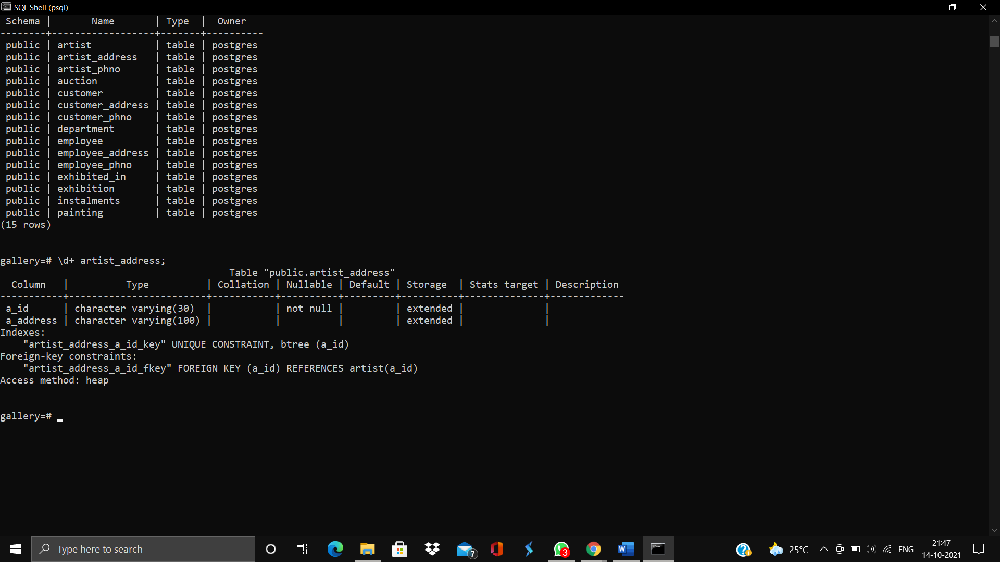 SQL Shell (psql)
Schema | Name | Type | Owner
--------+------------------+-------+----------
public | artist | table | postgres
public | artist_address | table | postgres
public | artist_phno | table | postgres
public | auction | table | postgres
public | customer | table | postgres
public | customer_address | table | postgres
public | customer_phno | table | postgres
public | department | table | postgres
public | employee | table | postgres
public | employee_address | table | postgres
public | employee_phno | table | postgres
public | exhibited_in | table | postgres
public | exhibition | table | postgres
public | instalments | table | postgres
public | painting | table | postgres
(15 rows)
gallery=# \d+ artist_address;
Table "public.artist_address"
Column | Type | Collation | Nullable | Default | Storage | Stats target | Description
-----------+------------------------+-----------+----------+---------+----------+--------------+-------------
a_id | character varying(30) | | not null | | extended | |
a_address | character varying(100) | | | | extended | |
Indexes:
"artist_address_a_id_key" UNIQUE CONSTRAINT, btree (a_id)
Foreign-key constraints:
"artist_address_a_id_fkey" FOREIGN KEY (a_id) REFERENCES artist(a_id)
Access method: heap
gallery=#
Type here to search
7
3
25°C
ENG
21:47
14-10-2021